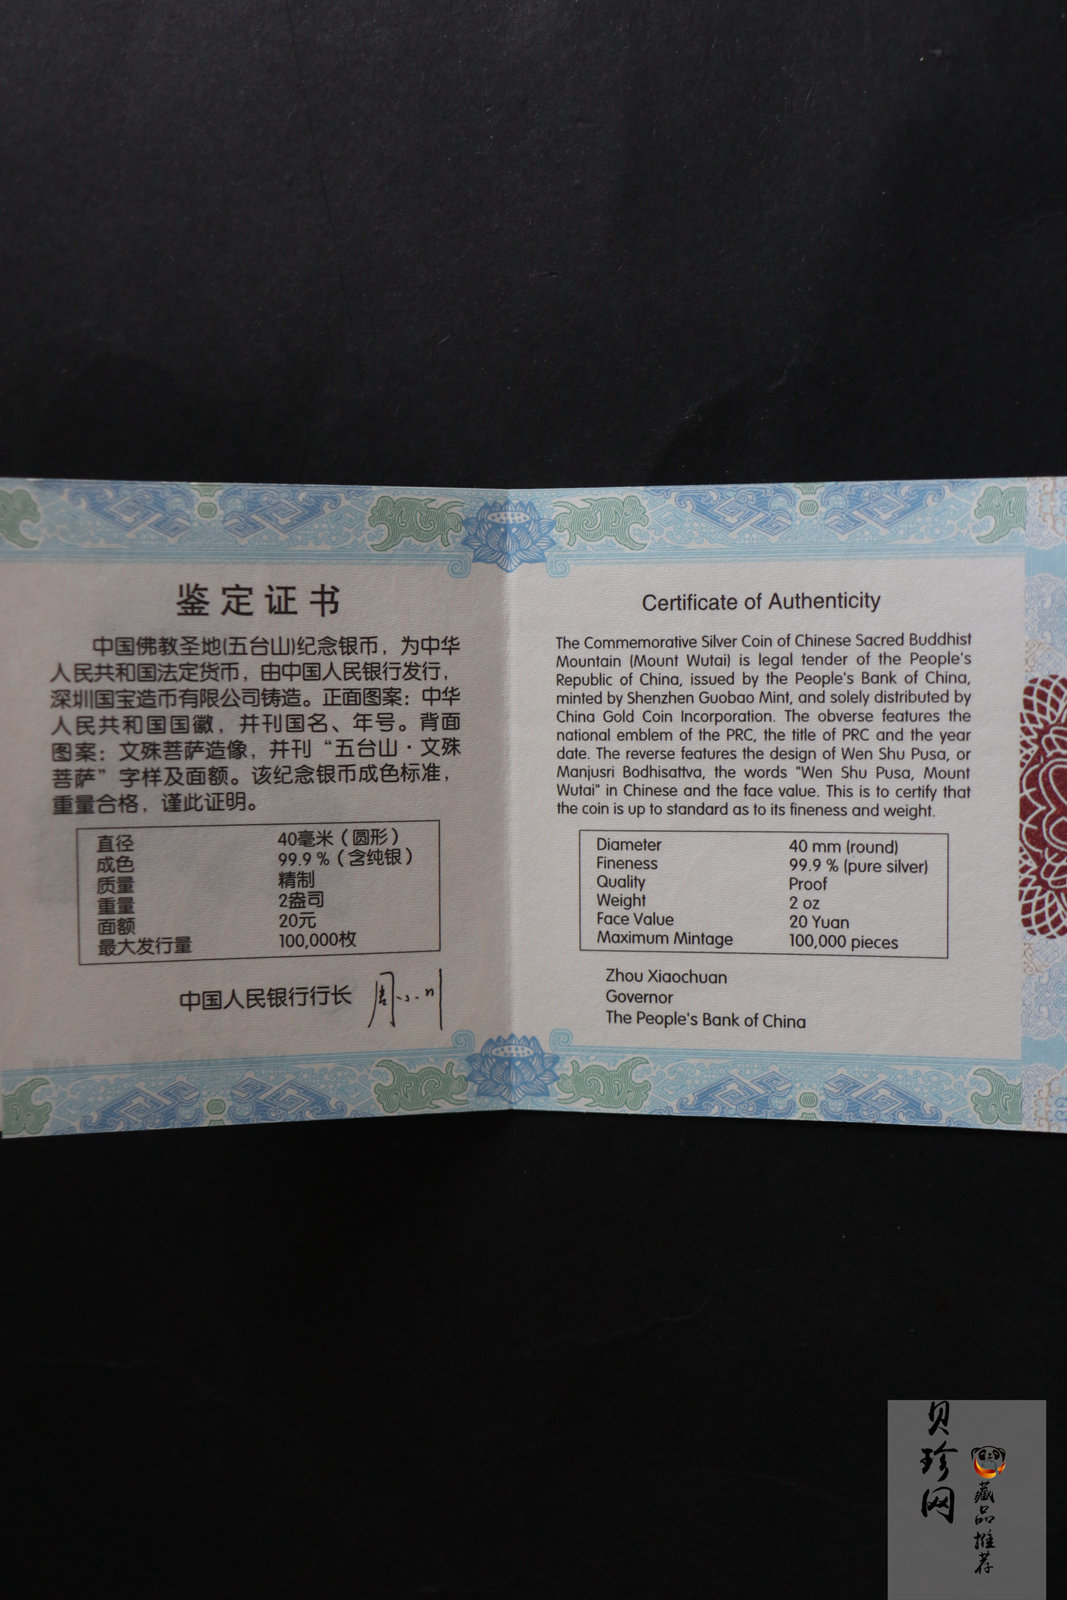 鉴定证书
中国佛教圣地(五台山)纪念银币，为中华
人民共和国法定货币，由中国人民银行发行，
深圳国宝造币有限公司铸造。正面图案：中华
人民共和国国徽，并刊国名、年号。背面
图案：文殊菩萨造像，并刊“五台山·文殊
菩萨”字样及面额。该纪念银币成色标准，
重量合格，谨此证明。
直径 40毫米（圆形）
成色 99.9 %（含纯银）
质量 精制
重量 2盎司
面额 20元
最大发行量 100,000枚
中国人民银行行长 周小川
Certificate of Authenticity
The Commemorative Silver Coin of Chinese Sacred Buddhist
Mountain (Mount Wutai) is legal tender of the People's
Republic of China, issued by the People's Bank of China,
minted by Shenzhen Guobao Mint, and solely distributed by
China Gold Coin Incorporation. The obverse features the
national emblem of the PRC, the title of PRC and the year
date. The reverse features the design of Wen Shu Pusa, or
Manjusri Bodhisattva, the words "Wen Shu Pusa, Mount
Wutai" in Chinese and the face value. This is to certify that
the coin is up to standard as to its fineness and weight.
Diameter 40 mm (round)
Fineness 99.9 % (pure silver)
Quality Proof
Weight 2 oz
Face Value 20 Yuan
Maximum Mintage 100,000 pieces
Zhou Xiaochuan
Governor
The People's Bank of China
贝珍网
藏品推荐